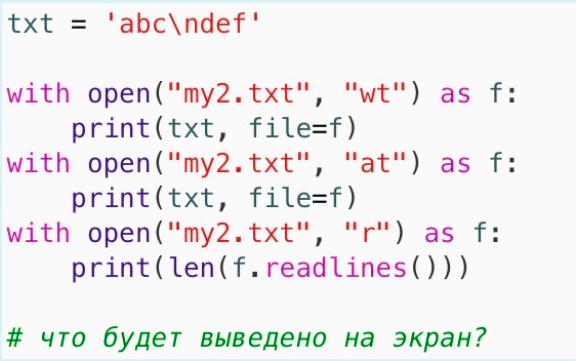 txt = 'abc\ndef'

with open("my2.txt", "wt") as f:
    print(txt, file=f)
with open("my2.txt", "at") as f:
    print(txt, file=f)
with open("my2.txt", "r") as f:
    print(len(f.readlines()))

# что будет выведено на экран?